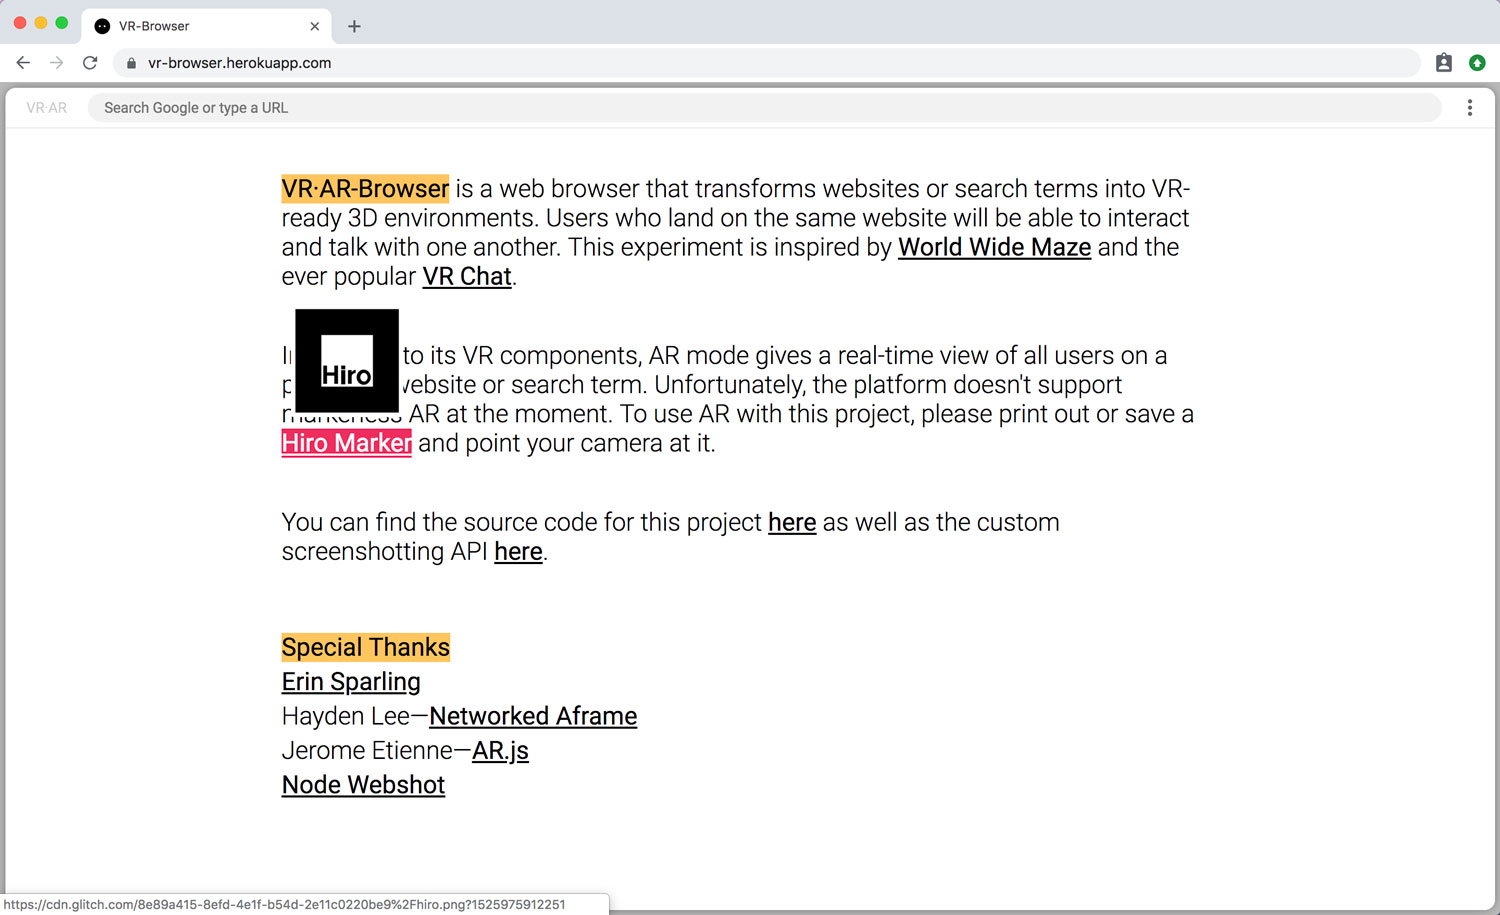 VR-Browser
vr-browser.herokuapp.com
VR·AR
Search Google or type a URL
VR·AR-Browser is a web browser that transforms websites or search terms into VR-
ready 3D environments. Users who land on the same website will be able to interact
and talk with one another. This experiment is inspired by World Wide Maze and the
ever popular VR Chat.
to its VR components, AR mode gives a real-time view of all users on a
Hiro
website or search term. Unfortunately, the platform doesn't support
AR at the moment. To use AR with this project, please print out or save a
Hiro Marker and point your camera at it.
You can find the source code for this project here as well as the custom
screenshotting API here.
Special Thanks
Erin Sparling
Hayden Lee—Networked Aframe
Jerome Etienne—AR.js
Node Webshot
https://cdn.glitch.com/8e89a415-8efd-4e1f-b54d-2e11c0220be9%2Fhiro.png?1525975912251